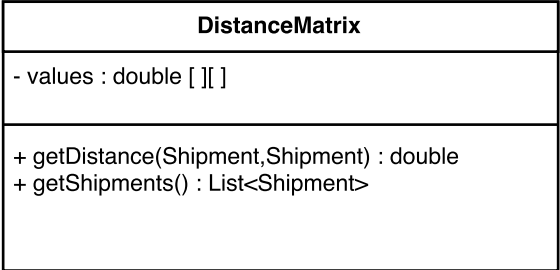 DistanceMatrix
- values : double [ ][ ]
+ getDistance(Shipment,Shipment) : double
+ getShipments() : List<Shipment>